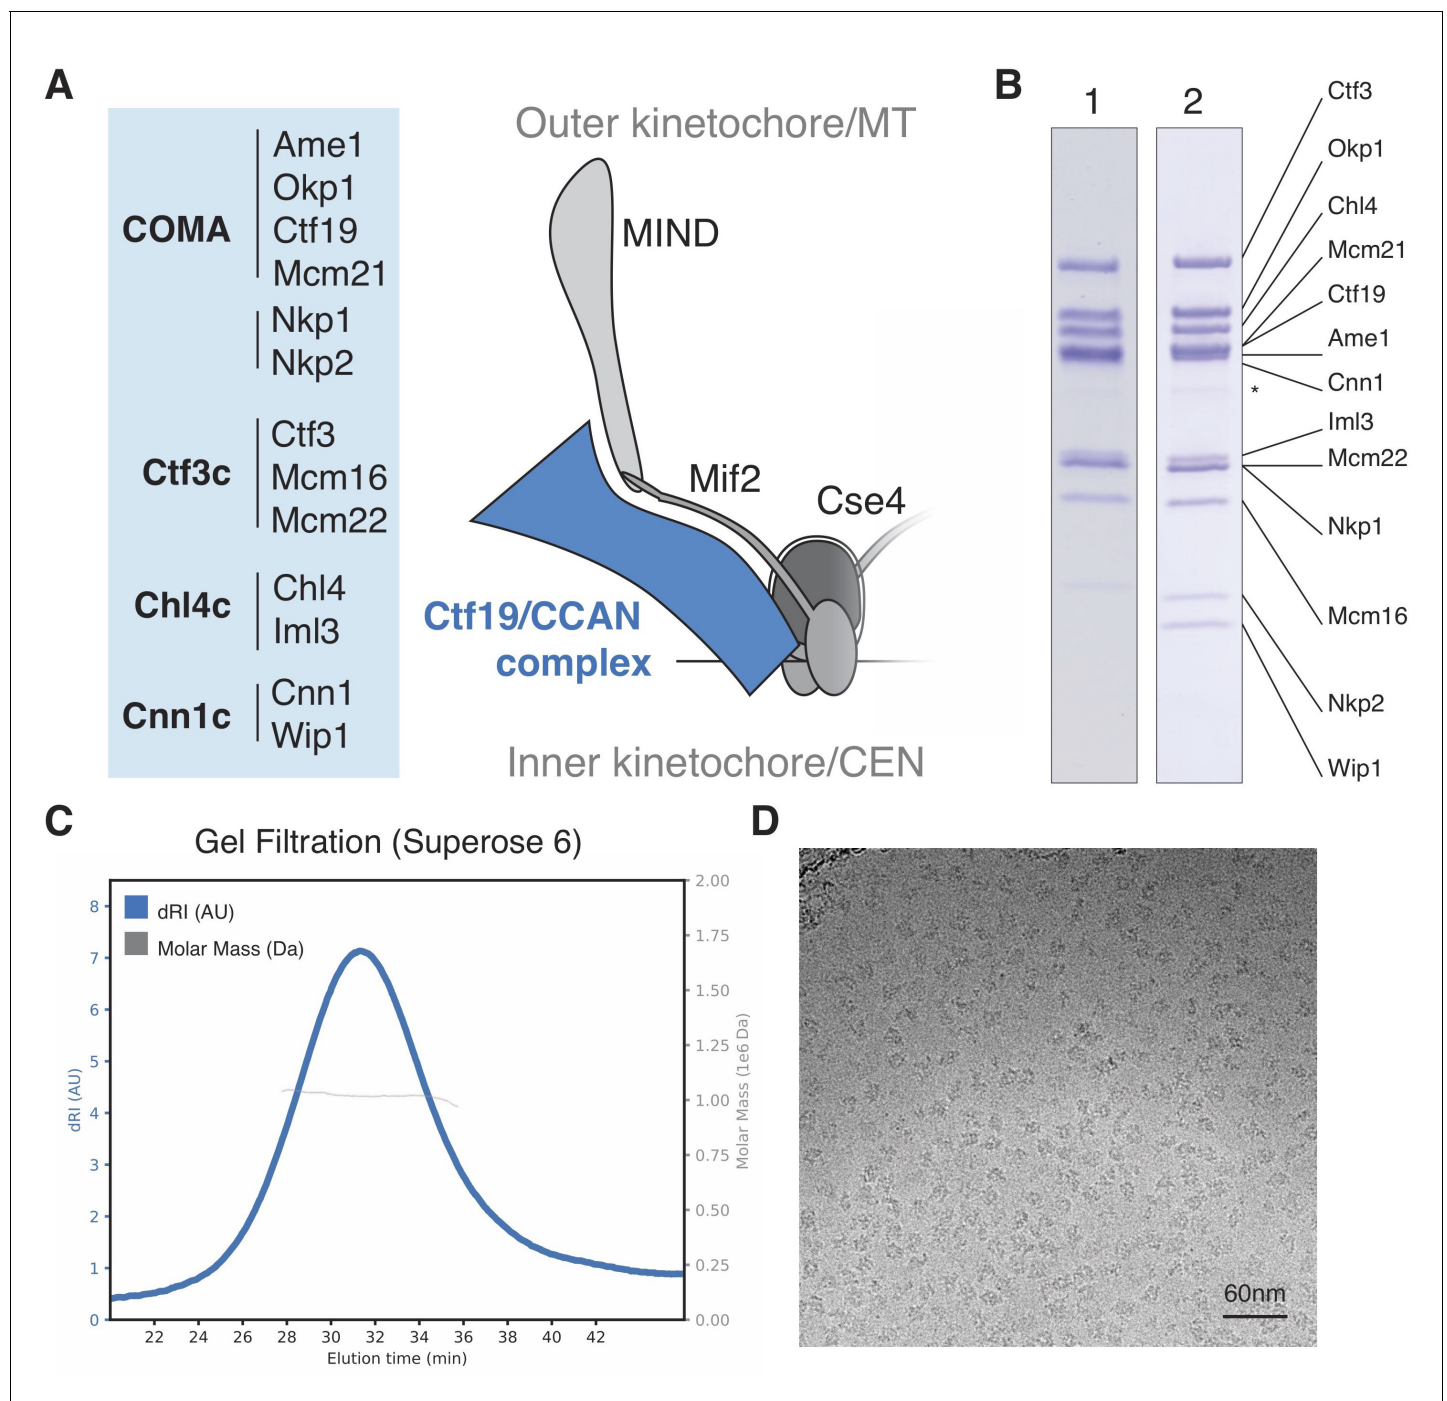 A
COMA
Ame1
Okp1
Ctf19
Mcm21
Nkp1
Nkp2
Ctf3c
Ctf3
Mcm16
Mcm22
Chl4c
Chl4
Iml3
Cnn1c
Cnn1
Wip1
Outer kinetochore/MT
MIND
Mif2
Cse4
Ctf19/CCAN
complex
Inner kinetochore/CEN
B
1 2
Ctf3
Okp1
Chl4
Mcm21
Ctf19
Ame1
Cnn1
*
Iml3
Mcm22
Nkp1
Mcm16
Nkp2
Wip1
C
Gel Filtration (Superose 6)
dRI (AU)
Molar Mass (Da)
8
7
6
5
4
3
2
1
0
dRI (AU)
2.00
1.75
1.50
1.25
1.00
0.75
0.50
0.25
0.00
Molar Mass (1e6 Da)
22 24 26 28 30 32 34 36 38 40 42
Elution time (min)
D
60nm